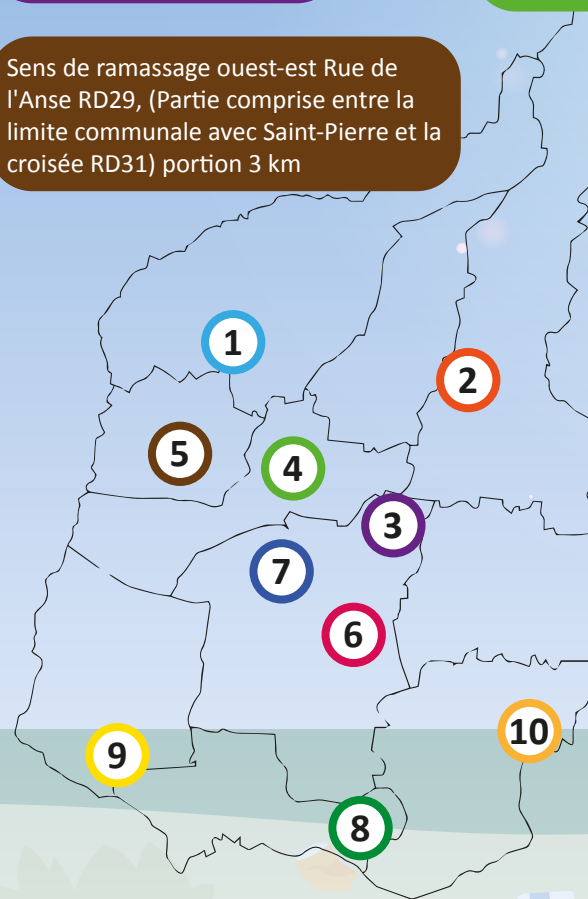 Sens de ramassage ouest-est Rue de
l'Anse RD29, (Partie comprise entre la
limite communale avec Saint-Pierre et la
croisée RD31) portion 3 km
1
2
5
4
3
7
6
10
9
8